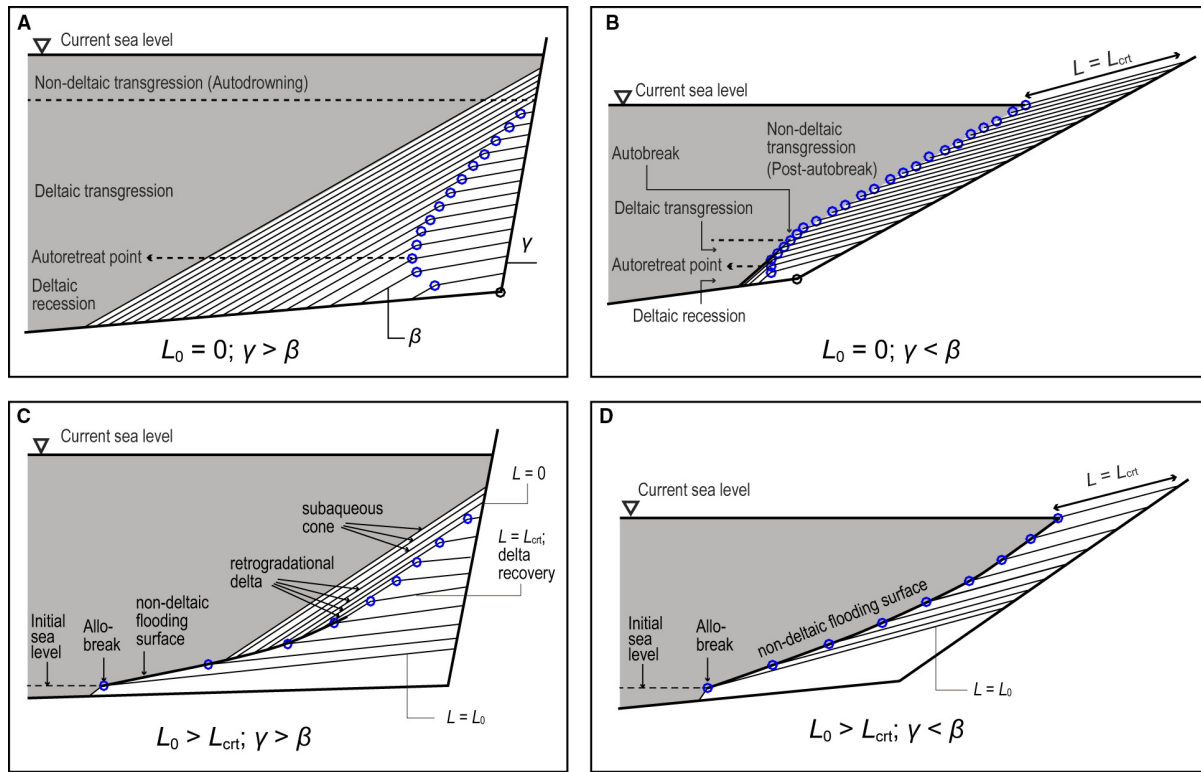 A
Current sea level
Non-deltaic transgression (Autodrowning)
Deltaic transgression
Autoretreat point
Deltaic
recession
γ
β
L₀ = 0; γ > β
B
L = Lcrt
Current sea level
Non-deltaic
transgression
(Post-autobreak)
Autobreak
Deltaic transgression
Autoretreat point
Deltaic recession
L₀ = 0; γ < β
C
Current sea level
L = 0
subaqueous
cone
L = Lcrt;
delta
recovery
retrogradational
delta
Initial
sea
level
Allo-
break
non-deltaic
flooding
surface
L = L₀
L₀ > Lcrt; γ > β
D
L = Lcrt
Current sea level
Initial
sea
level
Allo-
break
non-deltaic flooding surface
L = L₀
L₀ > Lcrt; γ < β